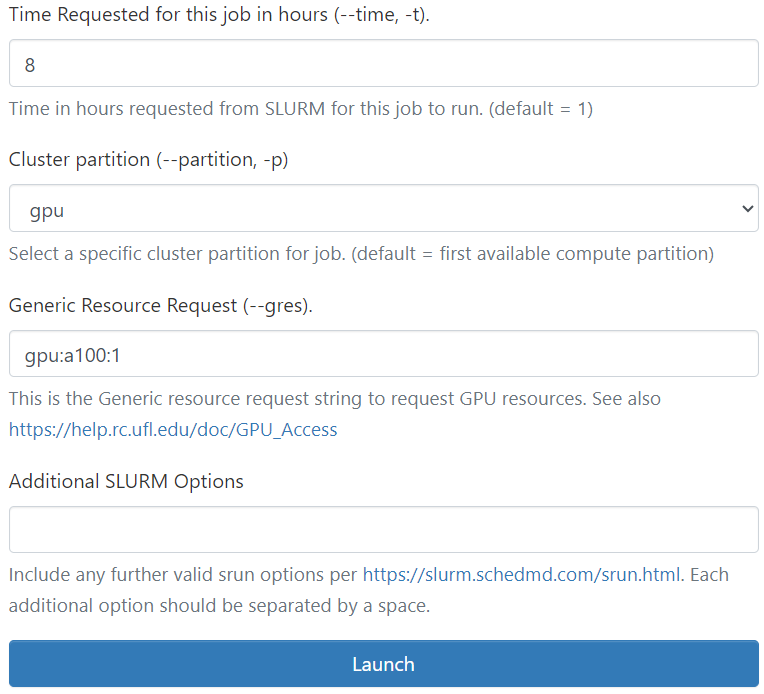 Time Requested for this job in hours (--time, -t).
8
Time in hours requested from SLURM for this job to run. (default = 1)
Cluster partition (--partition, -p)
gpu
Select a specific cluster partition for job. (default = first available compute partition)
Generic Resource Request (--gres).
gpu:a100:1
This is the Generic resource request string to request GPU resources. See also
https://help.rc.ufl.edu/doc/GPU_Access
Additional SLURM Options
Include any further valid srun options per https://slurm.schedmd.com/srun.html. Each
additional option should be separated by a space.
Launch